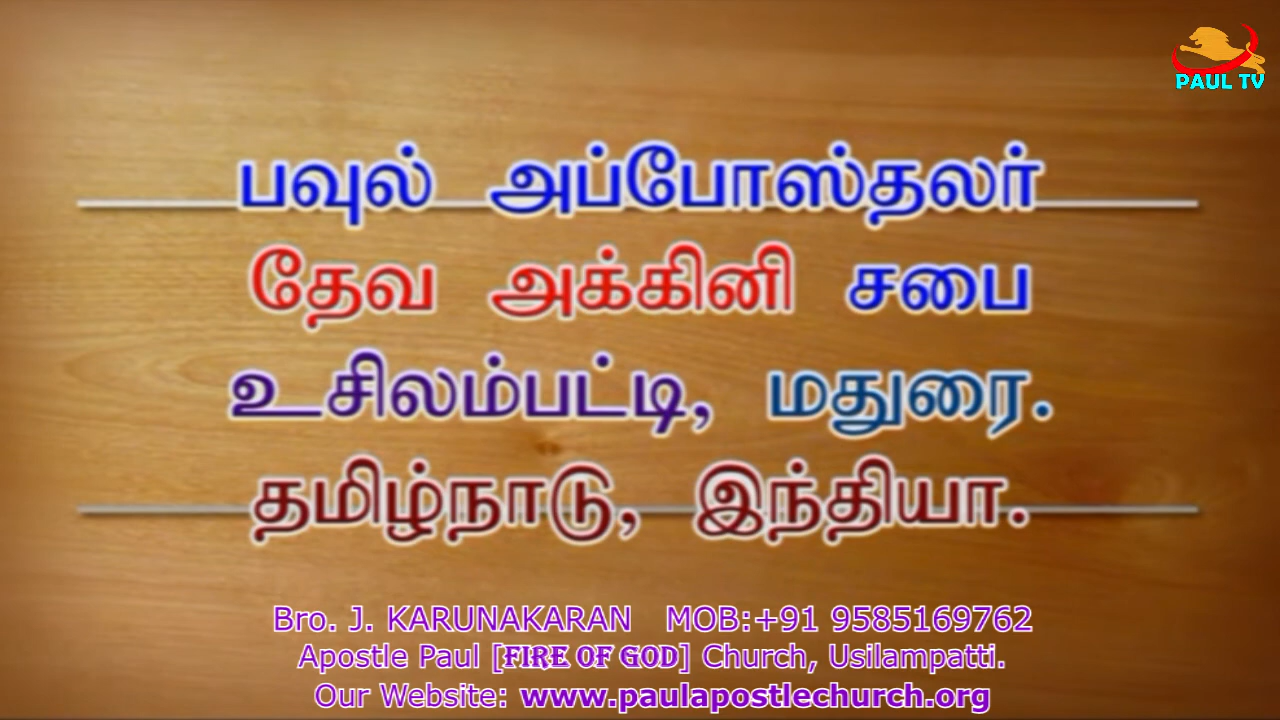 PAUL TV
பவுல் அப்போஸ்தலர்
தேவ அக்கினி சபை
உசிலம்பட்டி, மதுரை.
தமிழ்நாடு, இந்தியா.
Bro. J. KARUNAKARAN MOB:+91 9585169762
Apostle Paul [FIRE OF GOD] Church, Usilampatti.
Our Website: www.paulapostlechurch.org